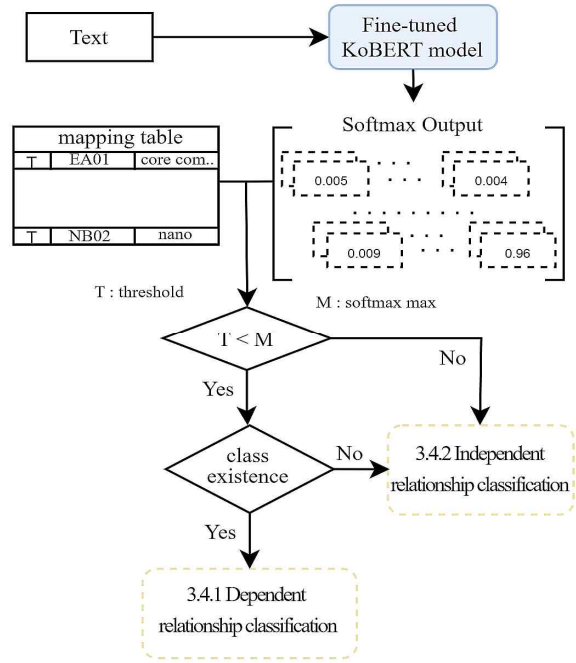 Text
Fine-tuned
KoBERT model
mapping table
T EA01 core com..
T NB02 nano
Softmax Output
0.005 0.004
0.009 0.96
T : threshold
M : softmax max
T < M
No
Yes
class
existence
No
3.4.2 Independent
relationship classification
Yes
3.4.1 Dependent
relationship classification